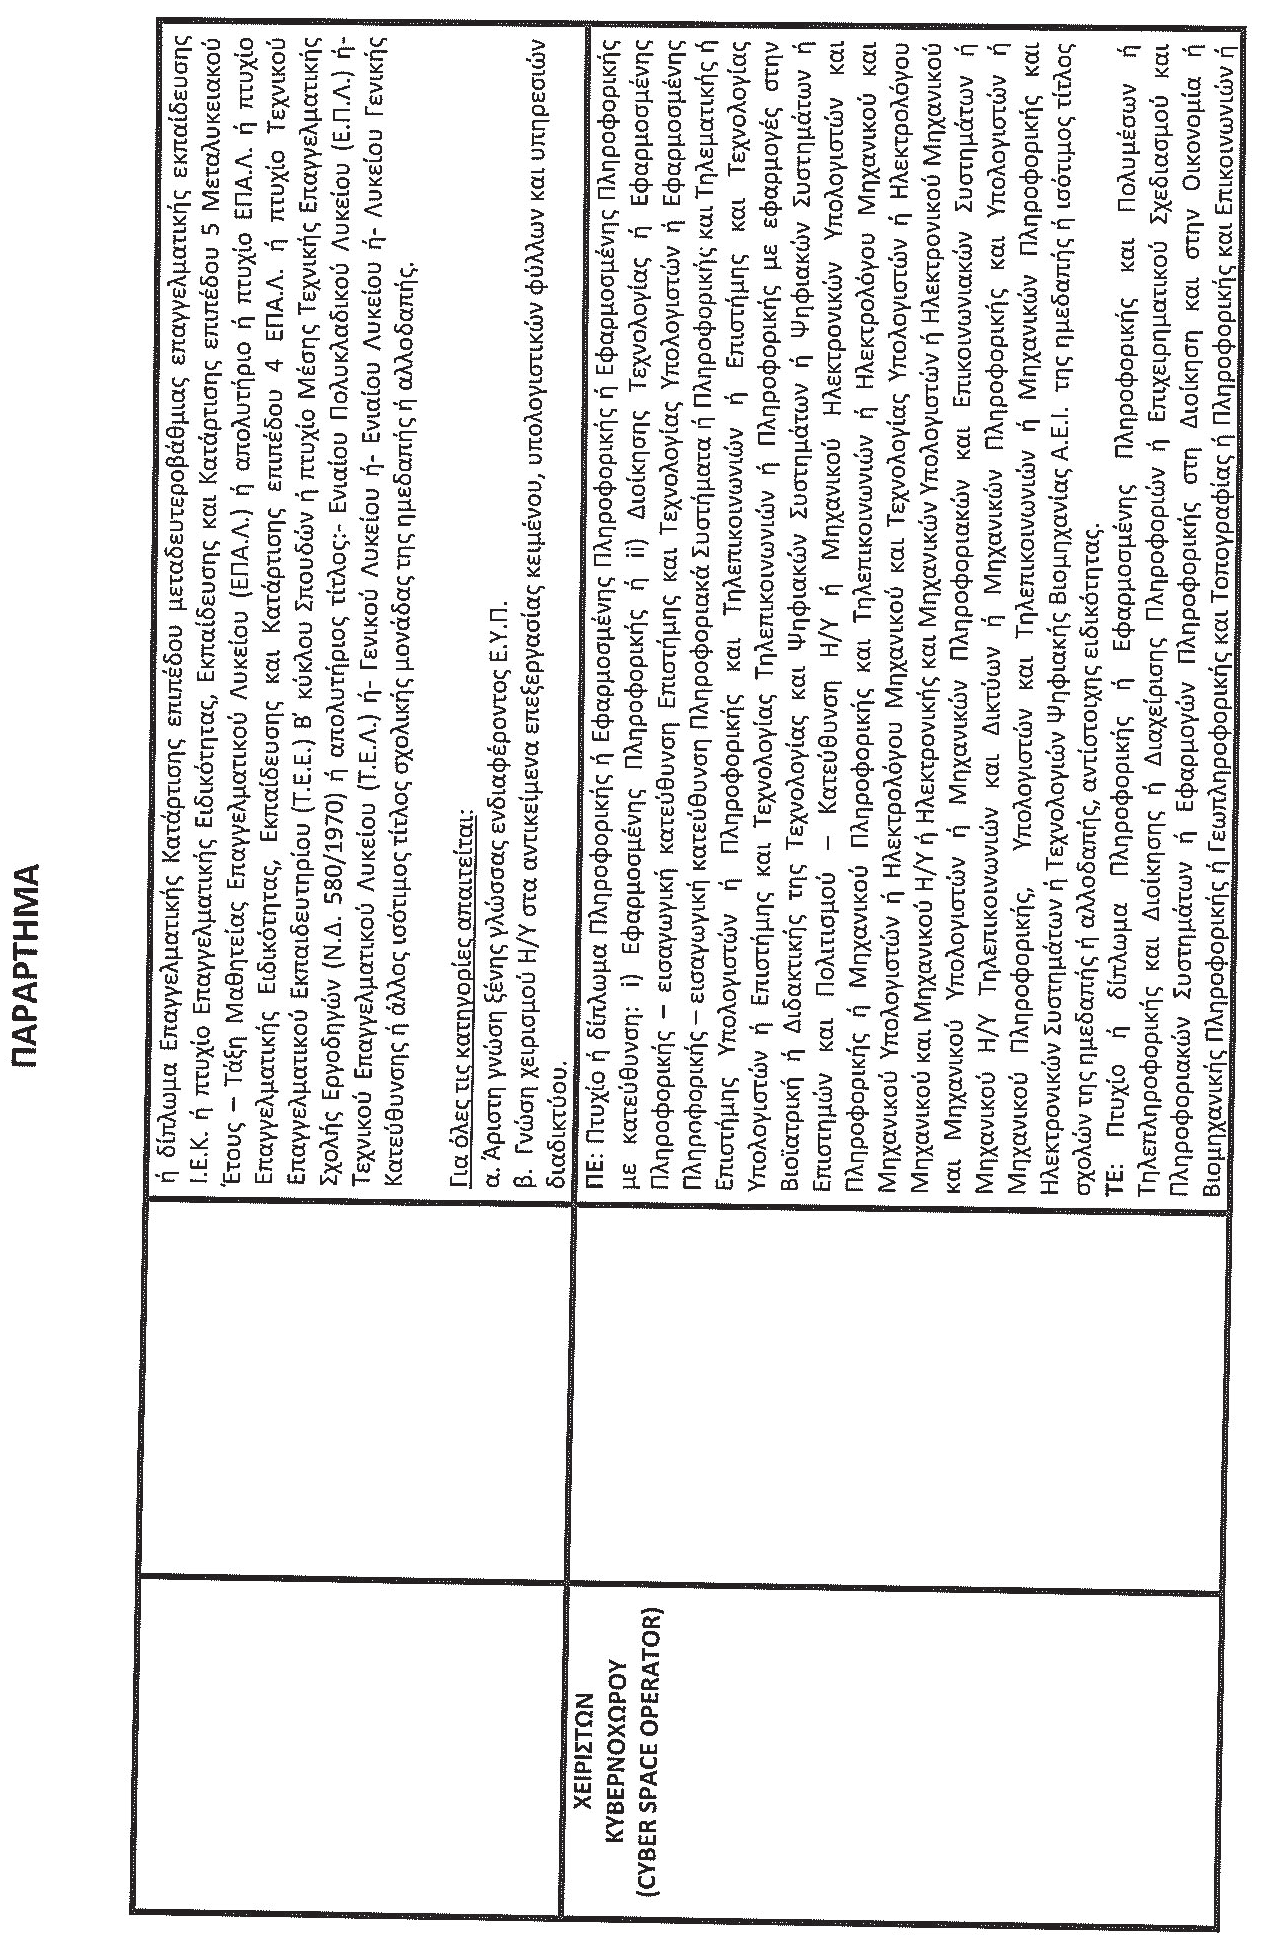 ΠΑΡΑΡΤΗΜΑ
ή δίπλωμα Επαγγελματικής Κατάρτισης επιπέδου μεταδευτεροβάθμιας επαγγελματικής εκπαίδευσης
Ι.Ε.Κ. ή πτυχίο Επαγγελματικής Ειδικότητας, Εκπαίδευσης και Κατάρτισης επιπέδου 5 Μεταλυκειακού
Έτους – Τάξη Μαθητείας Επαγγελματικού Λυκείου (ΕΠΑ.Λ.) ή απολυτήριο ή πτυχίο ΕΠΑ.Λ. ή πτυχίο
Επαγγελματικής Ειδικότητας, Εκπαίδευσης και Κατάρτισης επιπέδου 4 ΕΠΑ.Λ. ή πτυχίο Τεχνικού
Επαγγελματικού Εκπαιδευτηρίου (Τ.Ε.Ε.) Β΄ κύκλου Σπουδών ή πτυχίο Μέσης Τεχνικής Επαγγελματικής
Σχολής Εργοδηγών (Ν.Δ. 580/1970) ή απολυτήριος τίτλος:- Ενιαίου Πολυκλαδικού Λυκείου (Ε.Π.Λ.) ή-
Τεχνικού Επαγγελματικού Λυκείου (Τ.Ε.Λ.) ή- Γενικού Λυκείου ή- Ενιαίου Λυκείου ή- Λυκείου Γενικής
Κατεύθυνσης ή άλλος ισότιμος τίτλος σχολικής μονάδας της ημεδαπής ή αλλοδαπής.
Για όλες τις κατηγορίες απαιτείται:
α. Άριστη γνώση ξένης γλώσσας ενδιαφέροντος Ε.Υ.Π.
β. Γνώση χειρισμού Η/Υ στα αντικείμενα επεξεργασίας κειμένου, υπολογιστικών φύλλων και υπηρεσιών
διαδικτύου.
ΧΕΙΡΙΣΤΩΝ
ΚΥΒΕΡΝΟΧΩΡΟΥ
(CYBER SPACE OPERATOR)
ΠΕ: Πτυχίο ή δίπλωμα Πληροφορικής ή Εφαρμοσμένης Πληροφορικής ή Εφαρμοσμένης Πληροφορικής
με κατεύθυνση: i) Εφαρμοσμένης Πληροφορικής ή ii) Διοίκησης Τεχνολογίας ή Εφαρμοσμένης
Πληροφορικής – εισαγωγική κατεύθυνση Επιστήμης και Τεχνολογίας Υπολογιστών ή Εφαρμοσμένης
Πληροφορικής – εισαγωγική κατεύθυνση Πληροφοριακά Συστήματα ή Πληροφορικής και Τηλεματικής ή
Επιστήμης Υπολογιστών ή Πληροφορικής και Τηλεπικοινωνιών ή Επιστήμης και Τεχνολογίας
Υπολογιστών ή Επιστήμης και Τεχνολογίας Τηλεπικοινωνιών ή Πληροφορικής με εφαρμογές στην
Βιοϊατρική ή Διδακτικής της Τεχνολογίας και Ψηφιακών Συστημάτων ή Ψηφιακών Συστημάτων ή
Επιστημών και Πολιτισμού – Κατεύθυνση Η/Υ ή Μηχανικού Ηλεκτρονικών Υπολογιστών και
Πληροφορικής ή Μηχανικού Πληροφορικής και Τηλεπικοινωνιών ή Ηλεκτρολόγου Μηχανικού και
Μηχανικού Υπολογιστών ή Ηλεκτρολόγου Μηχανικού και Τεχνολογίας Υπολογιστών ή Ηλεκτρολόγου
Μηχανικού και Μηχανικού Η/Υ ή Ηλεκτρονικής και Μηχανικών Υπολογιστών ή Ηλεκτρονικού Μηχανικού
και Μηχανικού Υπολογιστών ή Μηχανικών Πληροφοριακών και Επικοινωνιακών Συστημάτων ή
Μηχανικού Η/Υ Τηλεπικοινωνιών και Δικτύων ή Μηχανικών Πληροφορικής και Υπολογιστών ή
Μηχανικού Πληροφορικής, Υπολογιστών και Τηλεπικοινωνιών ή Μηχανικών Πληροφορικής και
Ηλεκτρονικών Συστημάτων ή Τεχνολογιών Ψηφιακής Βιομηχανίας Α.Ε.Ι. της ημεδαπής ή ισότιμος τίτλος
σχολών της ημεδαπής ή αλλοδαπής, αντίστοιχης ειδικότητας.
ΤΕ: Πτυχίο ή δίπλωμα Πληροφορικής ή Εφαρμοσμένης Πληροφορικής και Πολυμέσων ή
Τηλεπληροφορικής και Διοίκησης ή Διαχείρισης Πληροφοριών ή Επιχειρηματικού Σχεδιασμού και
Πληροφοριακών Συστημάτων ή Εφαρμογών Πληροφορικής στη Διοίκηση και στην Οικονομία ή
Βιομηχανικής Πληροφορικής ή Γεωπληροφορικής και Τοπογραφίας ή Πληροφορικής και Επικοινωνιών ή